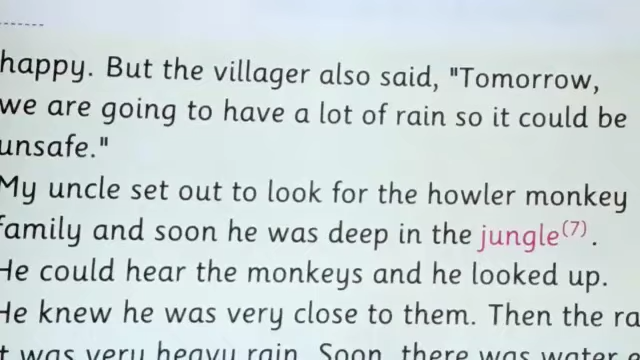 happy. But the villager also said, "Tomorrow,
we are going to have a lot of rain so it could be
unsafe."
My uncle set out to look for the howler monkey
family and soon he was deep in the jungle(7).
He could hear the monkeys and he looked up.
He knew he was very close to them. Then the ra
t was very heavy rain. Soon, there was water